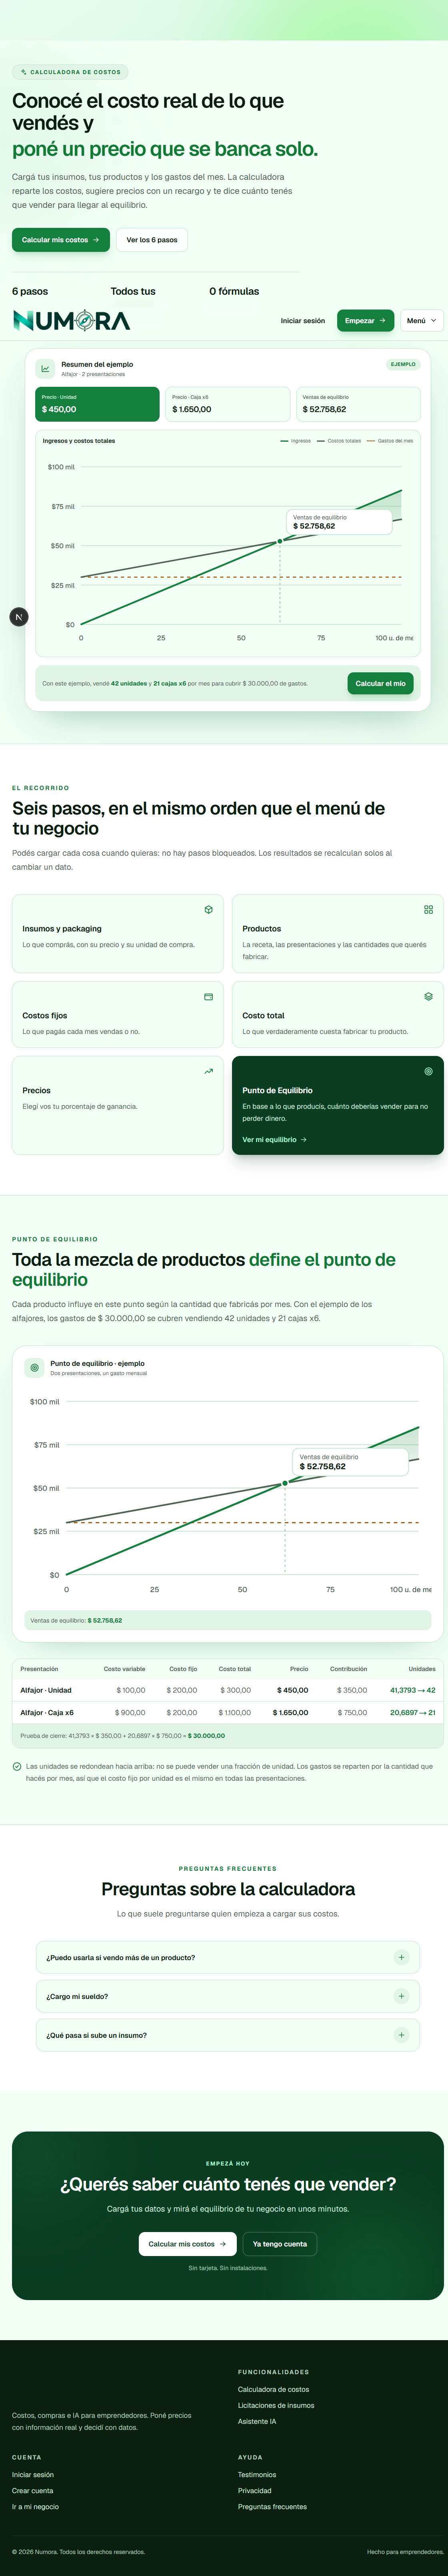 CALCULADORA DE COSTOS
Conocé el costo real de lo que
vendés y
poné un precio que se banca solo.
Cargá tus insumos, tus productos y los gastos del mes. La calculadora
reparte los costos, sugiere precios con un recargo y te dice cuánto tenés
que vender para llegar al equilibrio.
Calcular mis costos → Ver los 6 pasos
6 pasos Todos tus 0 fórmulas
NUMORA Iniciar sesión Empezar → Menú
Resumen del ejemplo
Alfajor · 2 presentaciones
EJEMPLO
Precio · Unidad
$ 450,00
Precio · Caja x6
$ 1.650,00
Ventas de equilibrio
$ 52.758,62
Ingresos y costos totales Ingresos Costos totales Gastos del mes
$100 mil
$75 mil
Ventas de equilibrio
$ 52.758,62
$50 mil
$25 mil
$0
0 25 50 75 100 u. de me
N
Con este ejemplo, vendé 42 unidades y 21 cajas x6 por mes para cubrir $ 30.000,00 de gastos. Calcular el mío
EL RECORRIDO
Seis pasos, en el mismo orden que el menú de
tu negocio
Podés cargar cada cosa cuando quieras: no hay pasos bloqueados. Los resultados se recalculan solos al
cambiar un dato.
Insumos y packaging
Lo que comprás, con su precio y su unidad de compra.
Productos
La receta, las presentaciones y las cantidades que querés
fabricar.
Costos fijos
Lo que pagás cada mes vendas o no.
Costo total
Lo que verdaderamente cuesta fabricar tu producto.
Precios
Elegí vos tu porcentaje de ganancia.
Punto de Equilibrio
En base a lo que producís, cuánto deberías vender para no
perder dinero.
Ver mi equilibrio →
PUNTO DE EQUILIBRIO
Toda la mezcla de productos define el punto de
equilibrio
Cada producto influye en este punto según la cantidad que fabricás por mes. Con el ejemplo de los
alfajores, los gastos de $ 30.000,00 se cubren vendiendo 42 unidades y 21 cajas x6.
Punto de equilibrio · ejemplo
Dos presentaciones, un gasto mensual
$100 mil
$75 mil
Ventas de equilibrio
$ 52.758,62
$50 mil
$25 mil
$0
0 25 50 75 100 u. de me
Ventas de equilibrio: $ 52.758,62
Presentación Costo variable Costo fijo Costo total Precio Contribución Unidades
Alfajor · Unidad $ 100,00 $ 200,00 $ 300,00 $ 450,00 $ 350,00 41,3793 → 42
Alfajor · Caja x6 $ 900,00 $ 200,00 $ 1.100,00 $ 1.650,00 $ 750,00 20,6897 → 21
Prueba de cierre: 41,3793 × $ 350,00 + 20,6897 × $ 750,00 = $ 30.000,00
Las unidades se redondean hacia arriba: no se puede vender una fracción de unidad. Los gastos se reparten por la cantidad que
hacés por mes, así que el costo fijo por unidad es el mismo en todas las presentaciones.
PREGUNTAS FRECUENTES
Preguntas sobre la calculadora
Lo que suele preguntarse quien empieza a cargar sus costos.
¿Puedo usarla si vendo más de un producto?
¿Cargo mi sueldo?
¿Qué pasa si sube un insumo?
EMPEZÁ HOY
¿Querés saber cuánto tenés que vender?
Cargá tus datos y mirá el equilibrio de tu negocio en unos minutos.
Calcular mis costos → Ya tengo cuenta
Sin tarjeta. Sin instalaciones.
Costos, compras e IA para emprendedores. Poné precios
con información real y decidí con datos.
FUNCIONALIDADES
Calculadora de costos
Licitaciones de insumos
Asistente IA
CUENTA
Iniciar sesión
Crear cuenta
Ir a mi negocio
AYUDA
Testimonios
Privacidad
Preguntas frecuentes
© 2026 Numora. Todos los derechos reservados. Hecho para emprendedores.